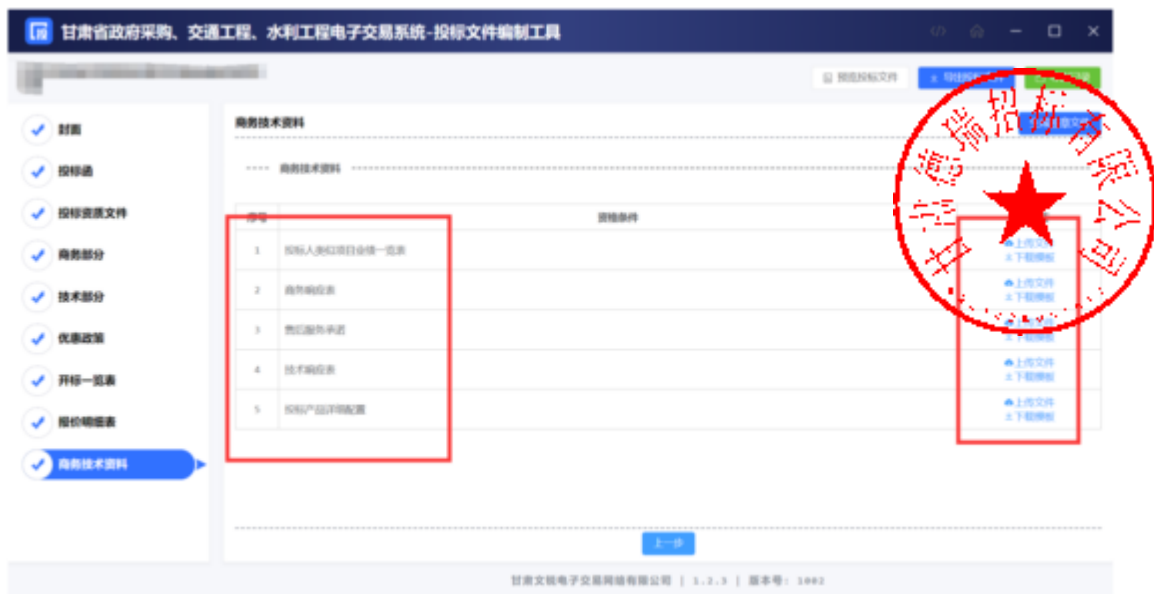 甘肃省政府采购、交通工程、水利工程电子交易系统-投标文件编制工具
预览投标文件
封面
投标函
投标资质文件
商务部分
技术部分
优惠政策
开标一览表
报价明细表
商务技术资料
商务技术资料
商务技术资料
序号 资格条件
1 投标人类似项目业绩一览表 上传文件
下载模板
2 商务响应表 上传文件
下载模板
3 售后服务承诺 上传文件
下载模板
4 技术响应表 上传文件
下载模板
5 投标产品详细配置 上传文件
下载模板
上一步
甘肃文锐电子交易网络有限公司 | 1.2.3 | 版本号: 1002
招标有限公司